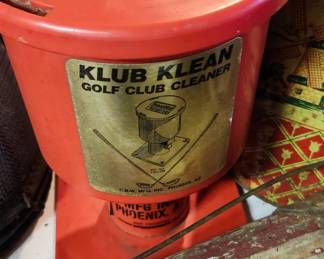 KLUB KLEAN
GOLF CLUB CLEANER
MFG IN
PHOENIX,